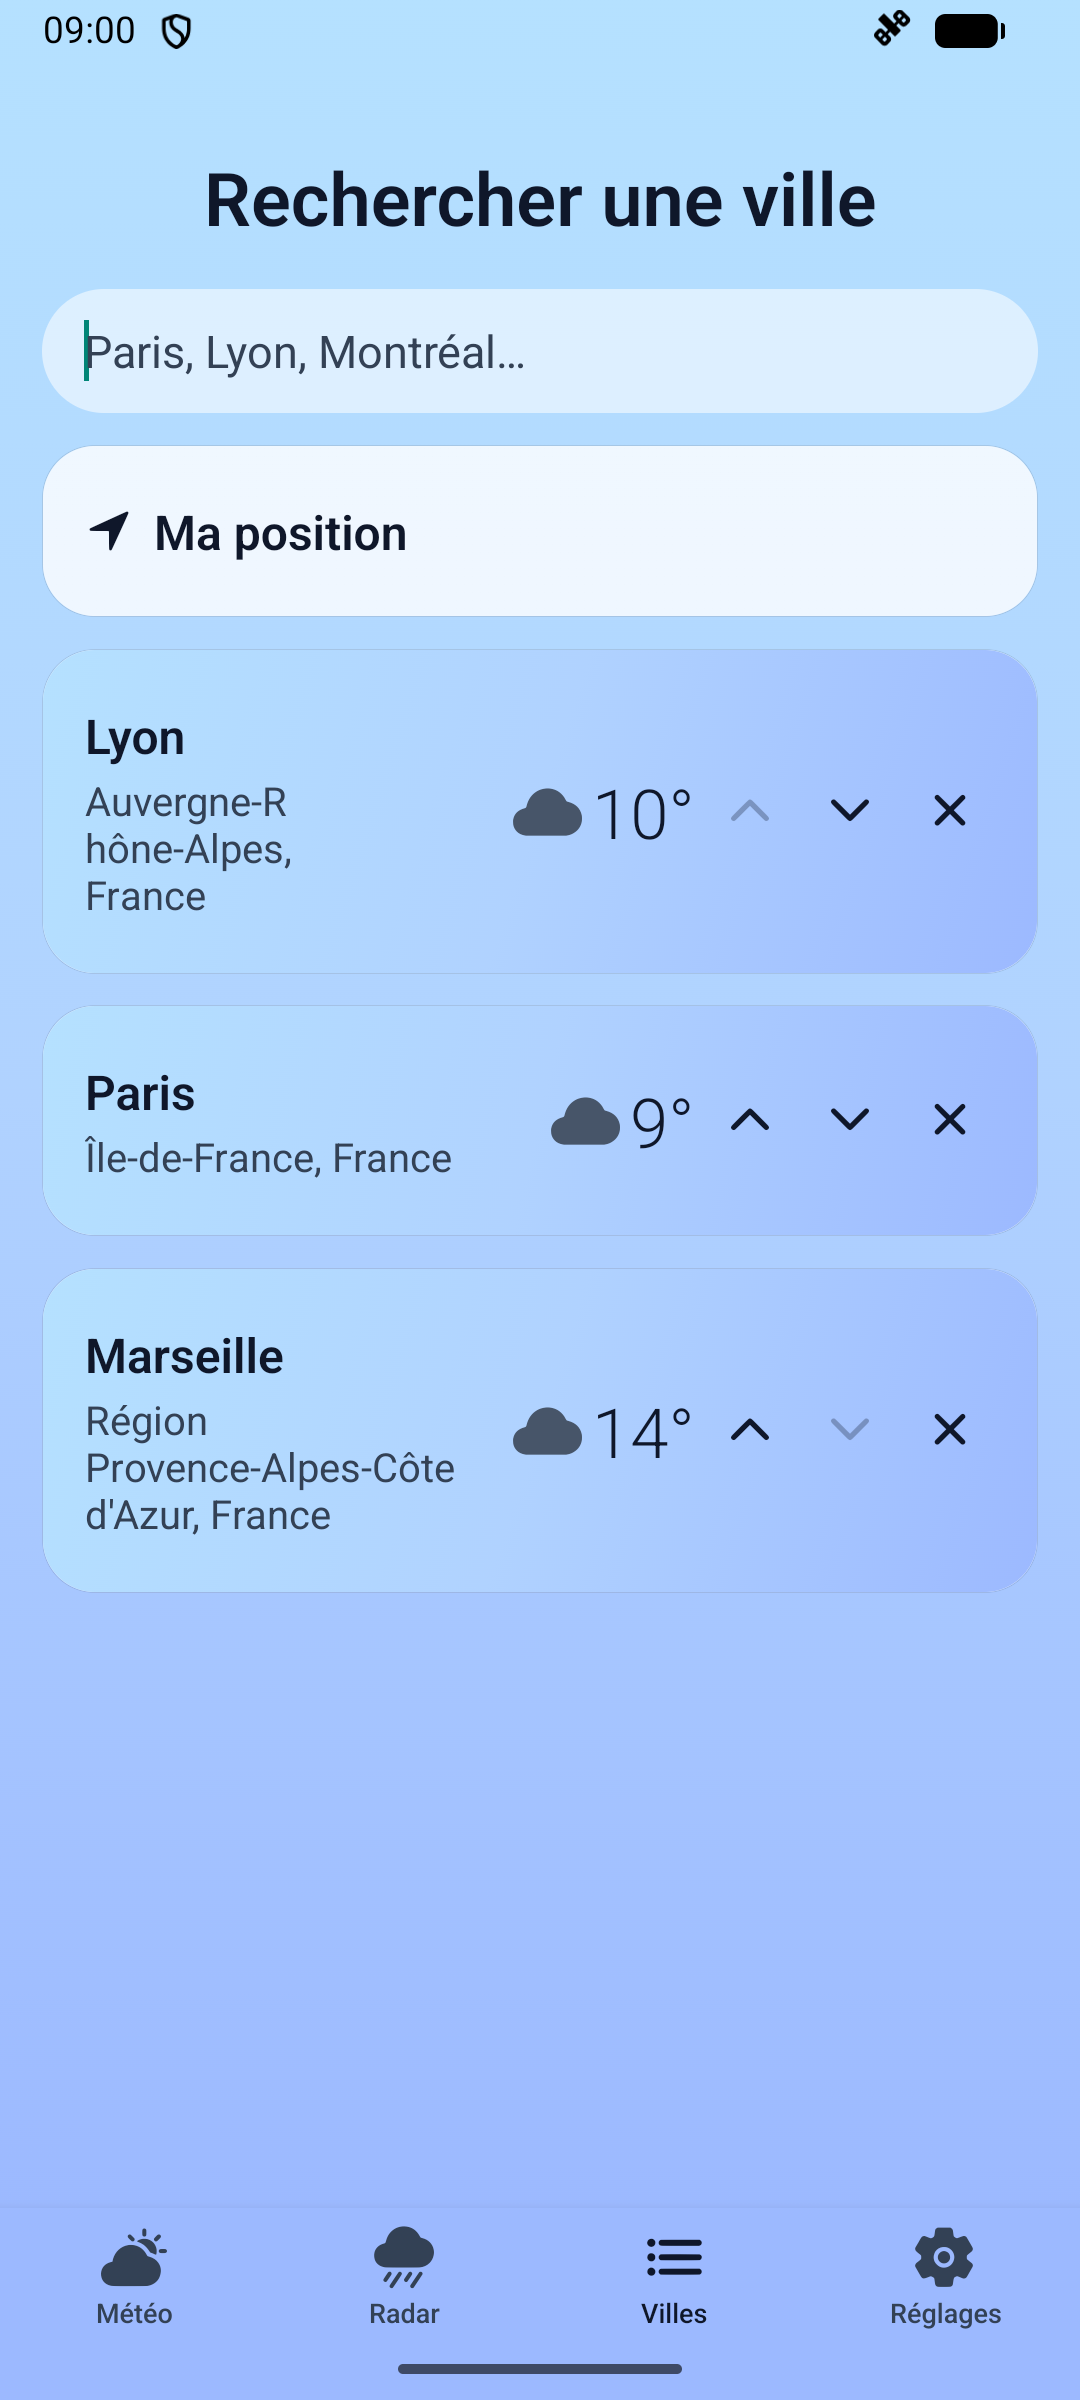 09:00
Rechercher une ville
Paris, Lyon, Montréal…
Ma position
Lyon
Auvergne-R
hône-Alpes,
France
10°
Paris
Île-de-France, France
9°
Marseille
Région
Provence-Alpes-Côte
d'Azur, France
14°
Météo
Radar
Villes
Réglages